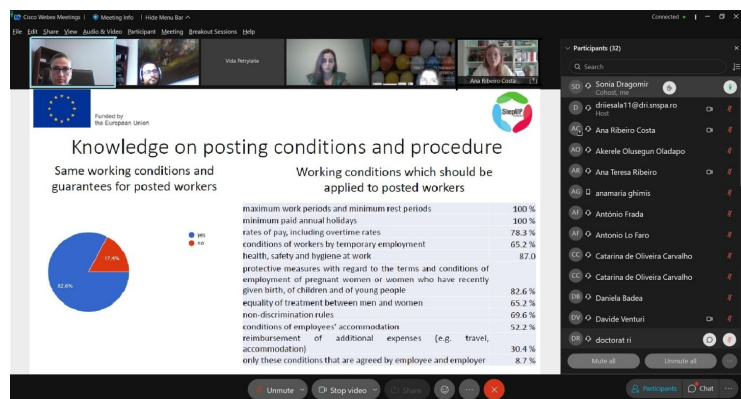 Cisco Webex Meetings | Meeting Info | Hide Menu Bar
Connected
File Edit Share View Audio & Video Participant Meeting Breakout Sessions Help
Vida Petrylaite
Ana Ribeiro Costa
Funded by
the European Union
Knowledge on posting conditions and procedure
Same working conditions and
guarantees for posted workers
yes
no
17.4%
82.6%
Working conditions which should be
applied to posted workers
maximum work periods and minimum rest periods 100 %
minimum paid annual holidays 100 %
rates of pay, including overtime rates 78.3 %
conditions of workers by temporary employment 65.2 %
health, safety and hygiene at work 87.0
protective measures with regard to the terms and conditions of
employment of pregnant women or women who have recently
given birth, of children and of young people 82.6 %
equality of treatment between men and women 65.2 %
non-discrimination rules 69.6 %
conditions of employees' accommodation 52.2 %
reimbursement of additional expenses (e.g. travel,
accommodation) 30.4 %
only these conditions that are agreed by employee and employer 8.7 %
Participants (32)
Search
SD Sonia Dragomir
Cohost, me
D driiesala11@dri.snspa.ro
Host
Ana Ribeiro Costa
AO Akerele Olusegun Oladapo
AR Ana Teresa Ribeiro
AG anamaria ghimis
AF António Frada
AF Antonio Lo Faro
CC Catarina de Oliveira Carvalho
CC Catarina de Oliveira Carvalho
DB Daniela Badea
DV Davide Venturi
DR doctorat ri
Mute all Unmute all
Unmute Stop video Share
Participants Chat